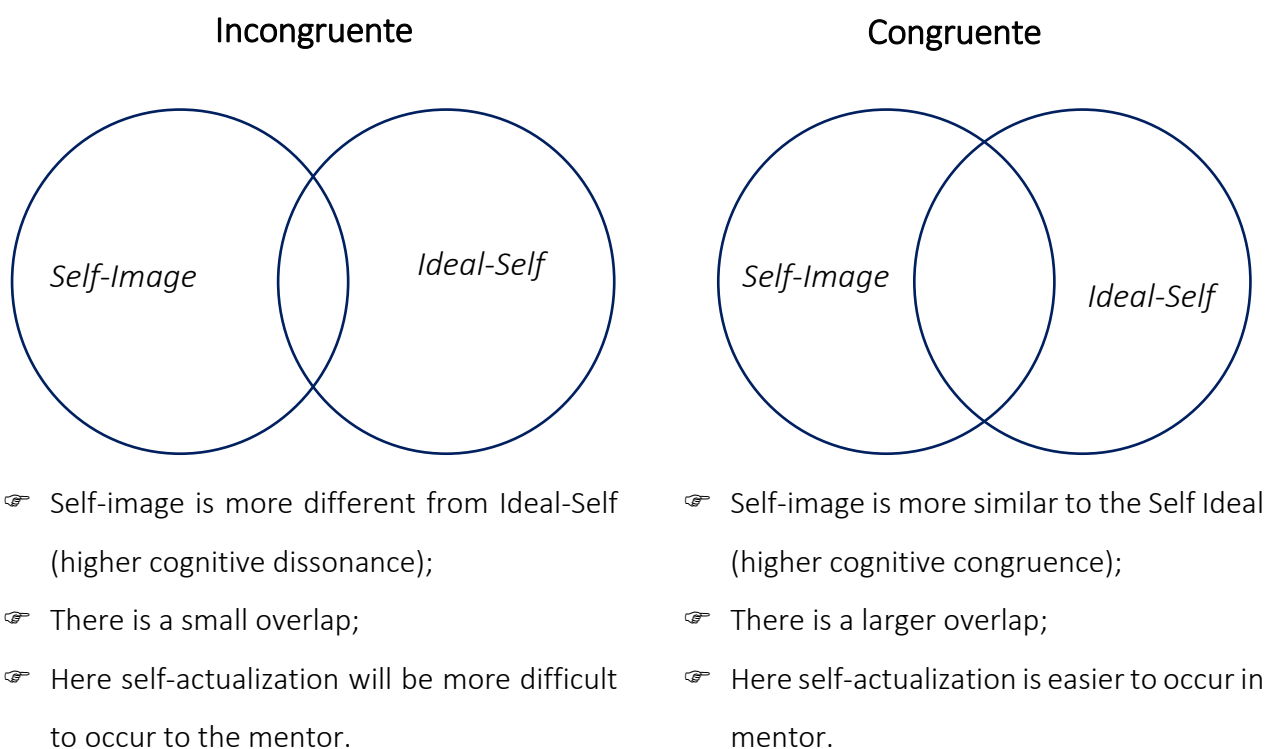 Incongruente
Self-Image
Ideal-Self
☞ Self-image is more different from Ideal-Self
(higher cognitive dissonance);
☞ There is a small overlap;
☞ Here self-actualization will be more difficult
to occur to the mentor.
Congruente
Self-Image
Ideal-Self
☞ Self-image is more similar to the Self Ideal
(higher cognitive congruence);
☞ There is a larger overlap;
☞ Here self-actualization is easier to occur in
mentor.